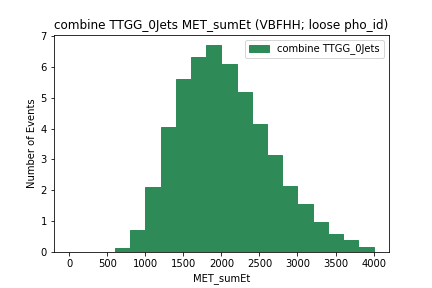 combine TTGG_0Jets MET_sumEt (VBFHH; loose pho_id)
combine TTGG_0Jets
Number of Events
7
6
5
4
3
2
1
0
0 500 1000 1500 2000 2500 3000 3500 4000
MET_sumEt